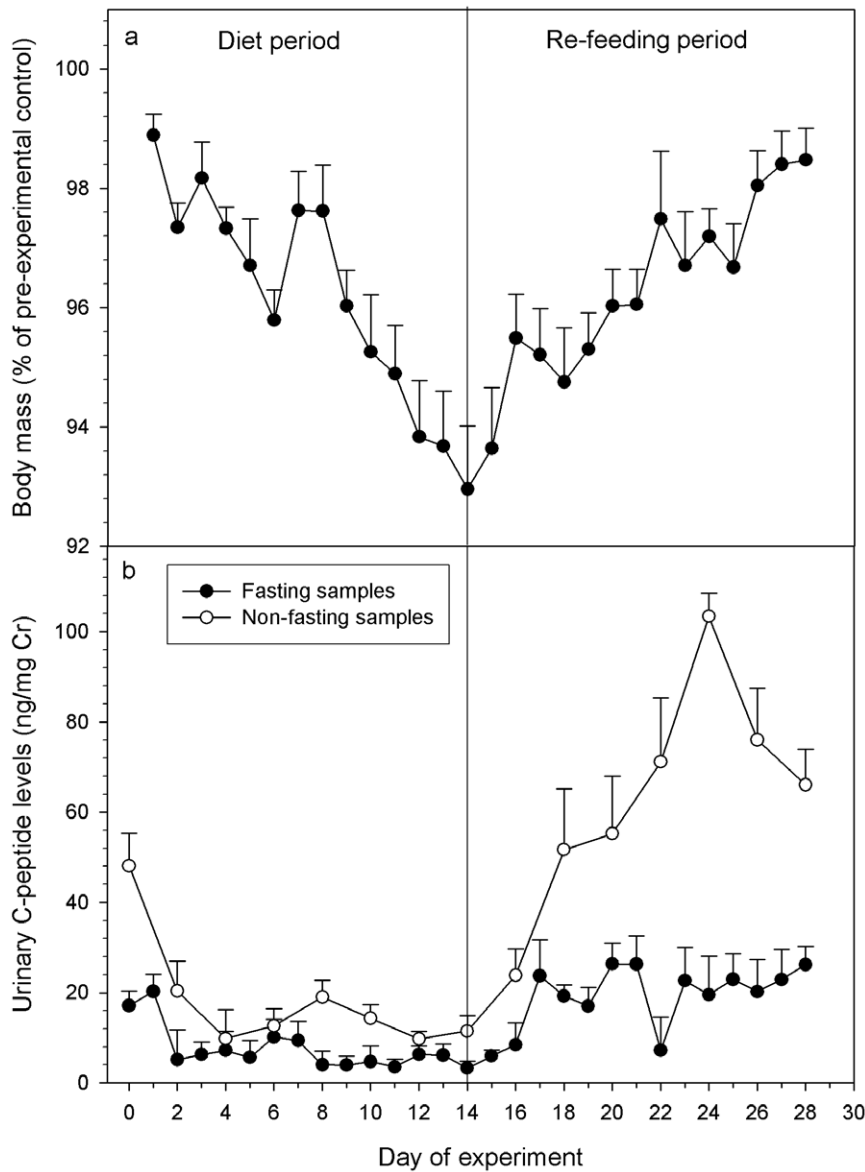 a
Diet period
Re-feeding period
Body mass (% of pre-experimental control)
100
98
96
94
92
b
Fasting samples
Non-fasting samples
Urinary C-peptide levels (ng/mg Cr)
100
80
60
40
20
0
0 2 4 6 8 10 12 14 16 18 20 22 24 26 28 30
Day of experiment